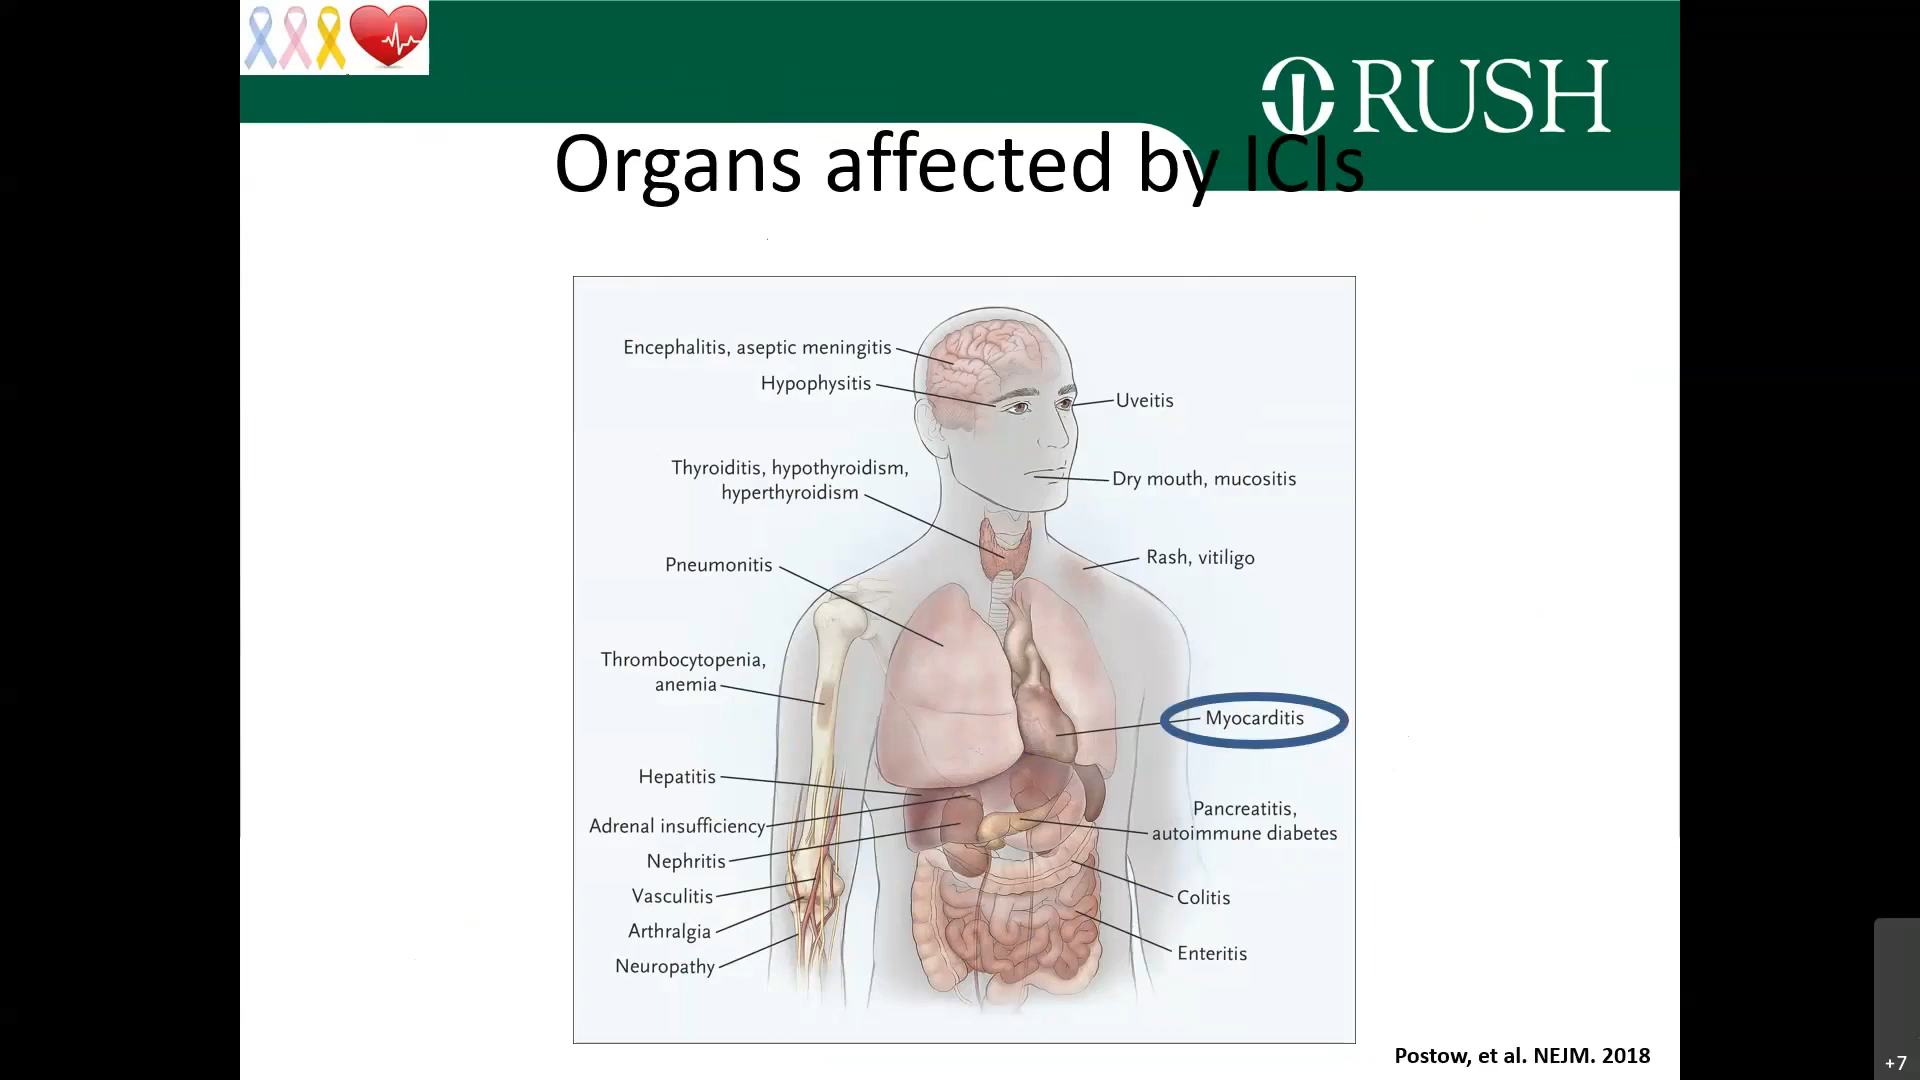 RUSH
Organs affected by ICIs
Encephalitis, aseptic meningitis
Hypophysitis
Uveitis
Thyroiditis, hypothyroidism,
hyperthyroidism
Dry mouth, mucositis
Pneumonitis
Rash, vitiligo
Thrombocytopenia,
anemia
Myocarditis
Hepatitis
Adrenal insufficiency
Nephritis
Vasculitis
Arthralgia
Neuropathy
Pancreatitis,
autoimmune diabetes
Colitis
Enteritis
Postow, et al. NEJM. 2018
+7